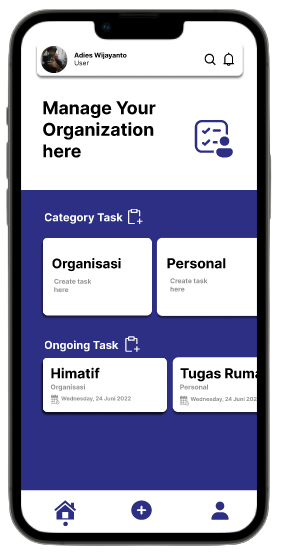 Adies Wijayanto
User
Manage Your
Organization
here
Category Task
Organisasi
Create task
here
Personal
Create task
here
Ongoing Task
Himatif
Organisasi
Wednesday, 24 Juni 2022
Tugas Ruma
Personal
Wednesday, 24 Juni 202